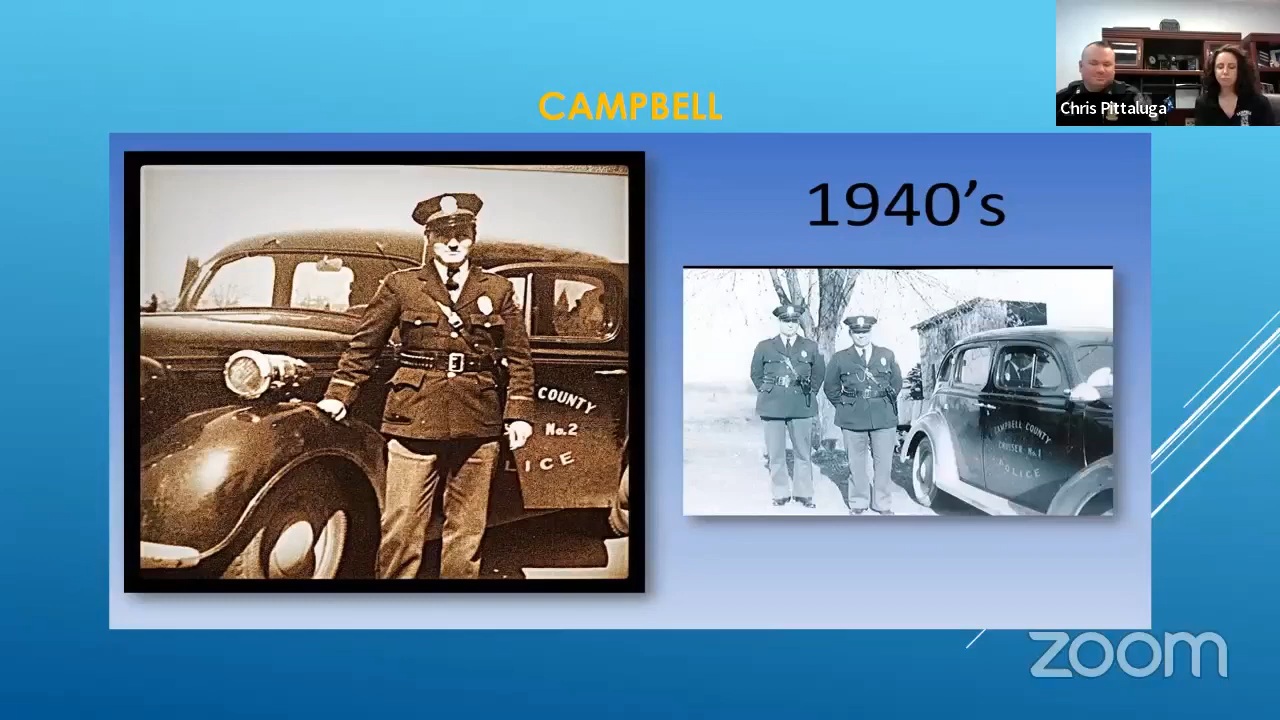 Chris Pittaluga
CAMPBELL
1940's
COUNTY
No.2
LICE
CAMPBELL COUNTY
CRUISER No.1
POLICE
zoom